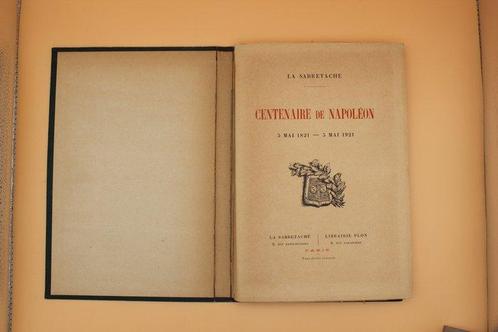 LA SABRETACHE
CENTENAIRE DE NAPOLÉON
5 MAI 1821 — 5 MAI 1921
LA SABRETACHE
LIBRAIRIE PLON
PARIS